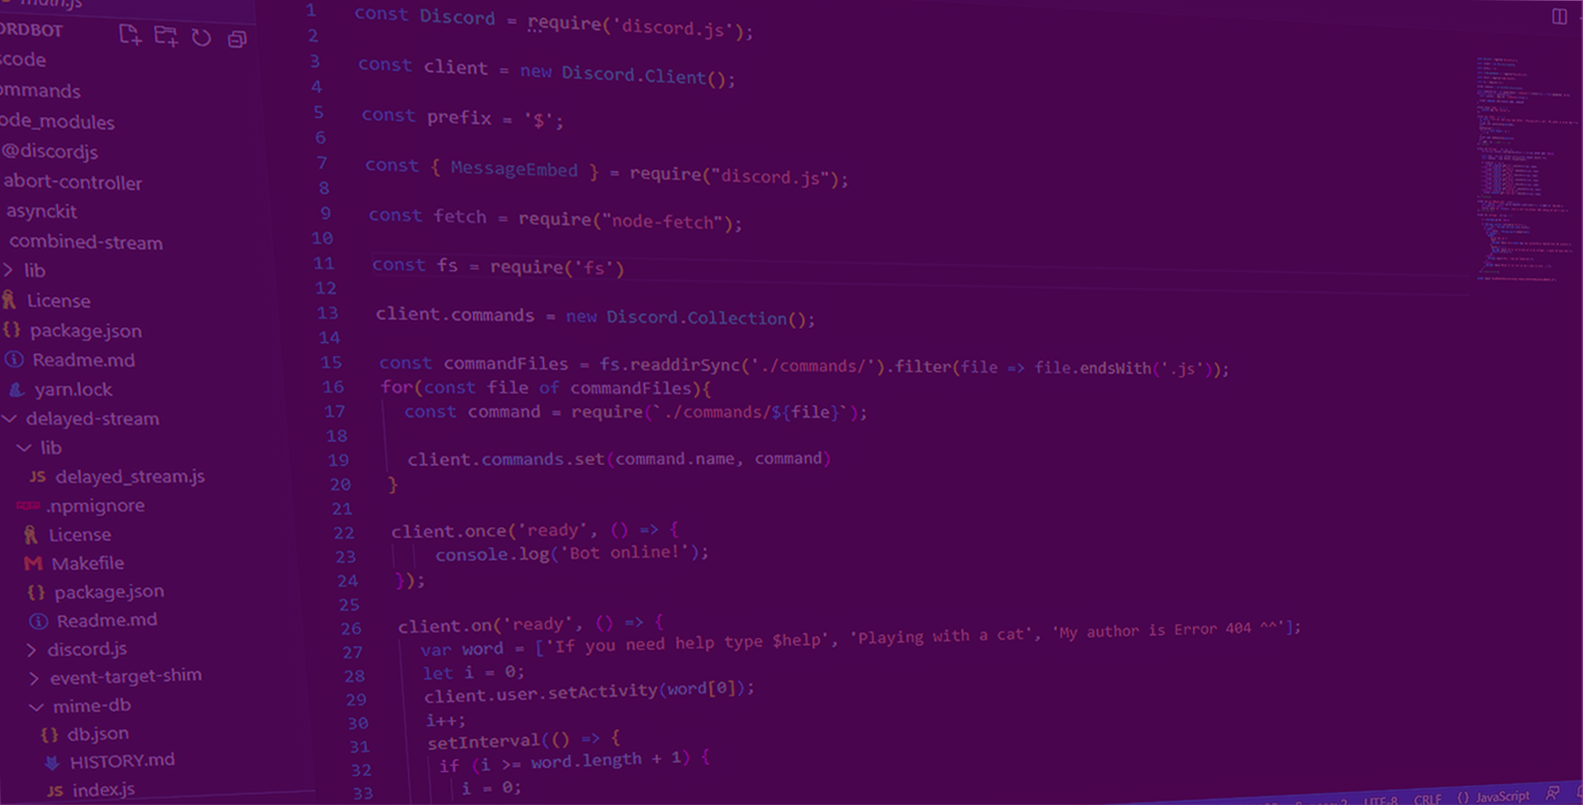 main.js
ORDBOT
scode
ommands
ode_modules
@discordjs
abort-controller
asynckit
combined-stream
lib
License
package.json
Readme.md
yarn.lock
delayed-stream
lib
JS delayed_stream.js
.npmignore
License
Makefile
package.json
Readme.md
discord.js
event-target-shim
mime-db
db.json
HISTORY.md
JS index.js
1 const Discord = require('discord.js');
2
3 const client = new Discord.Client();
4
5 const prefix = '$';
6
7 const { MessageEmbed } = require("discord.js");
8
9 const fetch = require("node-fetch");
10
11 const fs = require('fs')
12
13 client.commands = new Discord.Collection();
14
15 const commandFiles = fs.readdirSync('./commands/').filter(file => file.endsWith('.js'));
16 for(const file of commandFiles){
17 const command = require(`./commands/${file}`);
18
19 client.commands.set(command.name, command)
20 }
21
22 client.once('ready', () => {
23 console.log('Bot online!');
24 });
25
26 client.on('ready', () => {
27 var word = ['If you need help type $help', 'Playing with a cat', 'My author is Error 404 ^^'];
28 let i = 0;
29 client.user.setActivity(word[0]);
30 i++;
31 setInterval(() => {
32 if (i >= word.length + 1) {
33 i = 0;
UTF-8 CRLF {} JavaScript